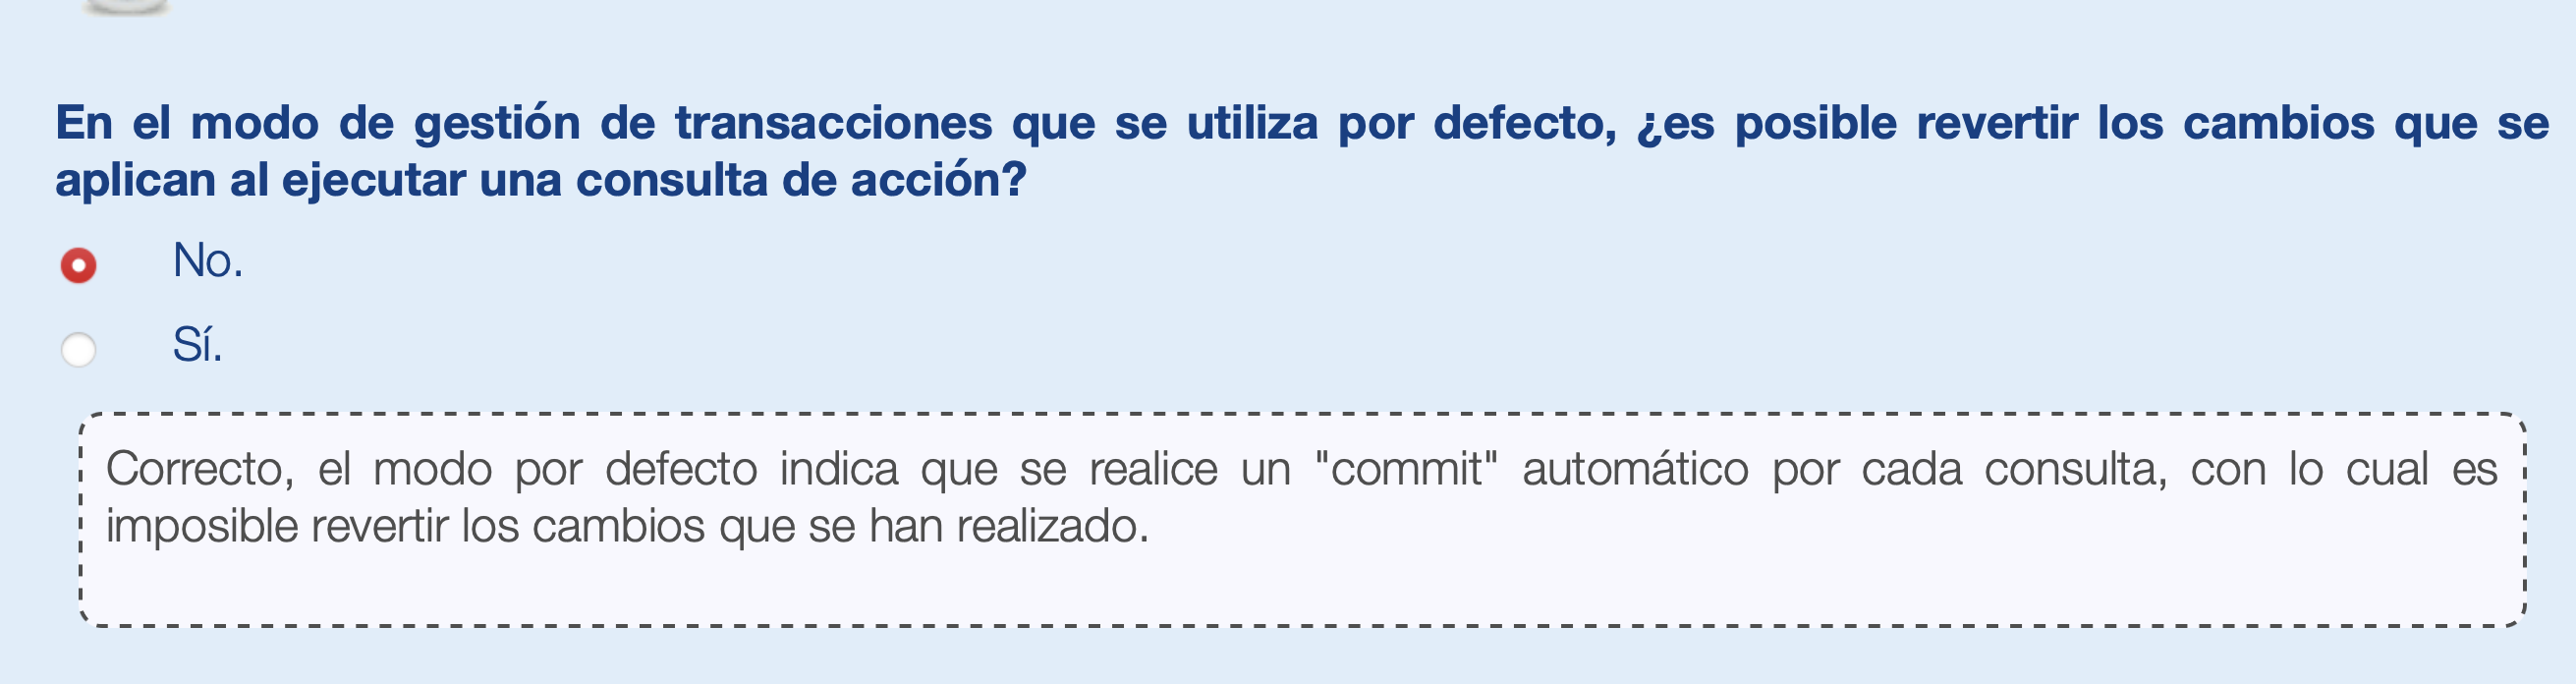 En el modo de gestión de transacciones que se utiliza por defecto, ¿es posible revertir los cambios que se
aplican al ejecutar una consulta de acción?
No.
Sí.
Correcto, el modo por defecto indica que se realice un "commit" automático por cada consulta, con lo cual es
imposible revertir los cambios que se han realizado.